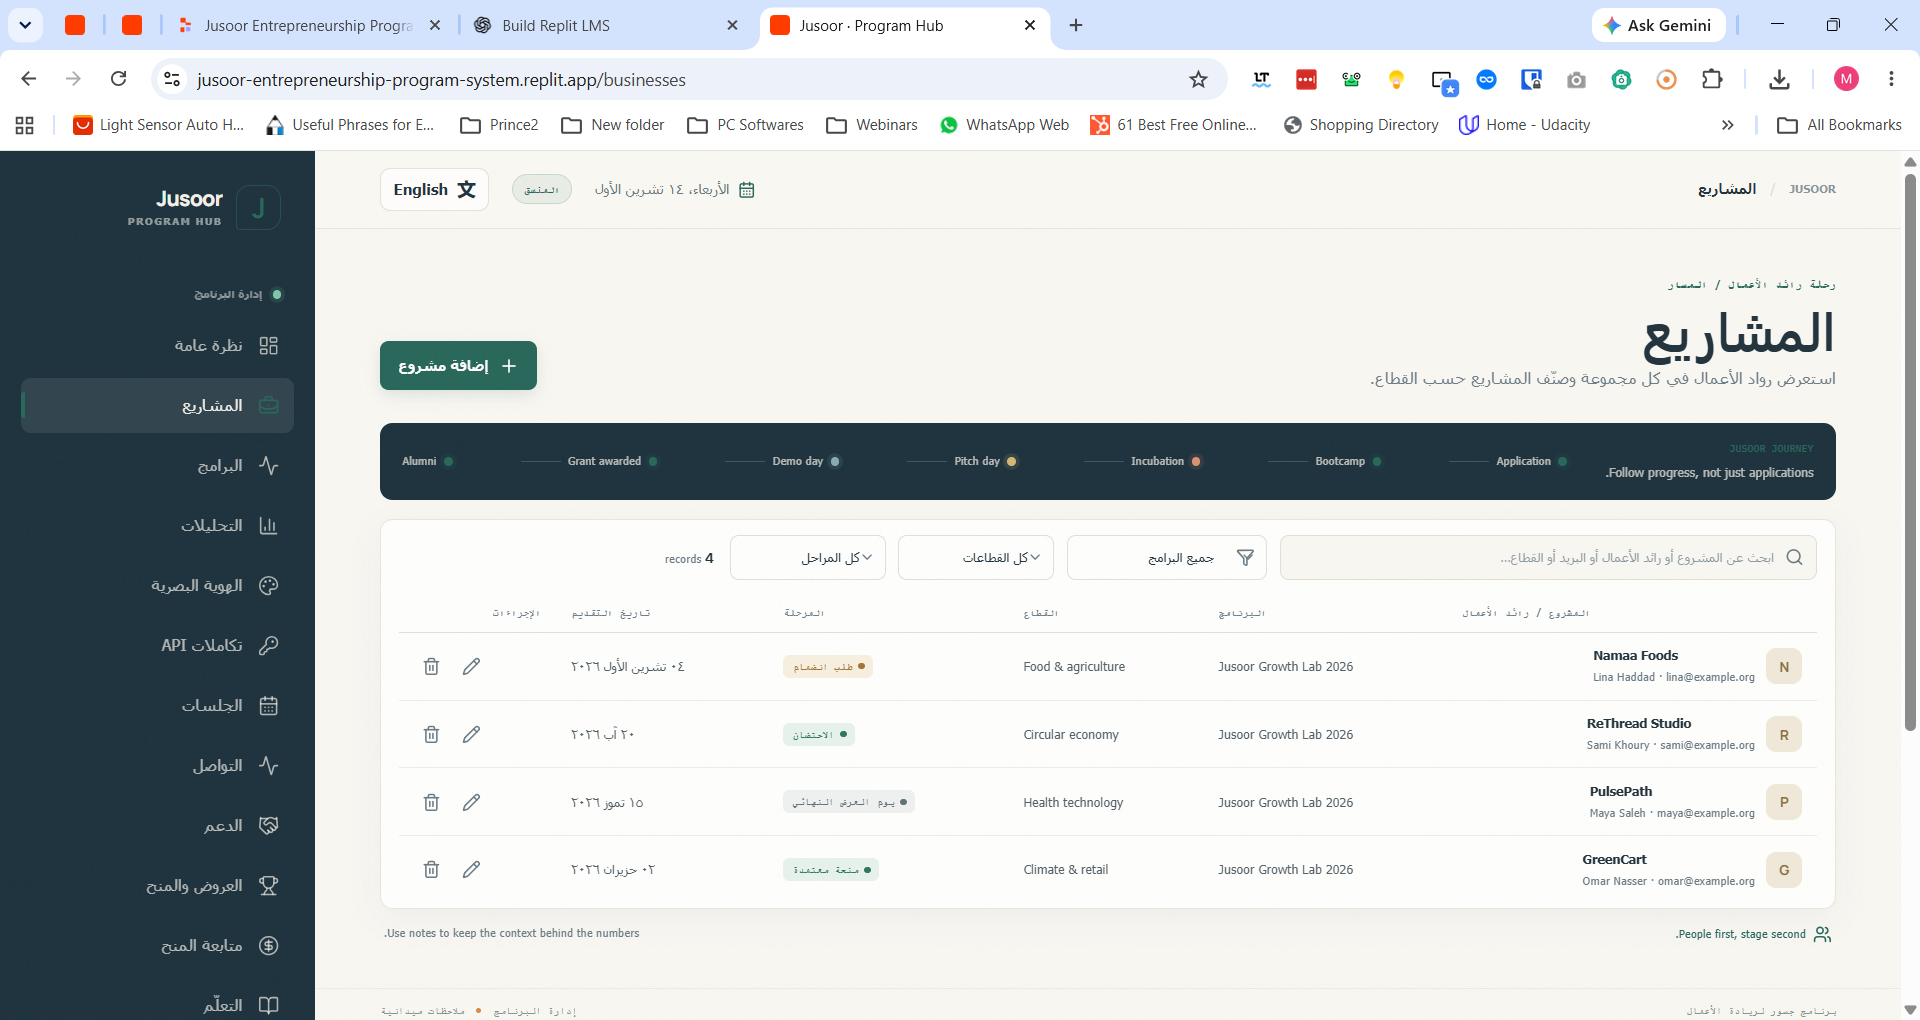 Jusoor Entrepreneurship Progra
Build Replit LMS
Jusoor · Program Hub
Ask Gemini
jusoor-entrepreneurship-program-system.replit.app/businesses
M
Light Sensor Auto H...
Useful Phrases for E...
Prince2
New folder
PC Softwares
Webinars
WhatsApp Web
61 Best Free Online...
Shopping Directory
Home - Udacity
All Bookmarks
Jusoor
PROGRAM HUB
J
إدارة البرنامج
نظرة عامة
المشاريع
البرامج
التحليلات
الهوية البصرية
تكاملات API
الجلسات
التواصل
الدعم
العروض والمنح
متابعة المنح
التعلّم
JUSOOR / المشاريع
الأربعاء، ١٤ تشرين الأول
المنسق
English
رحلة رائد الأعمال / المسار
المشاريع
استعرض رواد الأعمال في كل مجموعة وصنّف المشاريع حسب القطاع.
إضافة مشروع
JUSOOR JOURNEY
Follow progress, not just applications.
Application
Bootcamp
Incubation
Pitch day
Demo day
Grant awarded
Alumni
ابحث عن المشروع أو رائد الأعمال أو البريد أو القطاع...
جميع البرامج
كل القطاعات
كل المراحل
4 records
المشروع / رائد الأعمال
البرنامج
القطاع
المرحلة
تاريخ التقديم
الإجراءات
N
Namaa Foods
Lina Haddad · lina@example.org
Jusoor Growth Lab 2026
Food & agriculture
طلب انضمام
٠٤ تشرين الأول ٢٠٢٦
R
ReThread Studio
Sami Khoury · sami@example.org
Jusoor Growth Lab 2026
Circular economy
الاحتضان
٢٠ آب ٢٠٢٦
P
PulsePath
Maya Saleh · maya@example.org
Jusoor Growth Lab 2026
Health technology
يوم العرض النهائي
١٥ تموز ٢٠٢٦
G
GreenCart
Omar Nasser · omar@example.org
Jusoor Growth Lab 2026
Climate & retail
منحة معتمدة
٠٢ حزيران ٢٠٢٦
People first, stage second.
Use notes to keep the context behind the numbers.
برنامج جسور لريادة الأعمال
إدارة البرنامج • ملاحظات ميدانية